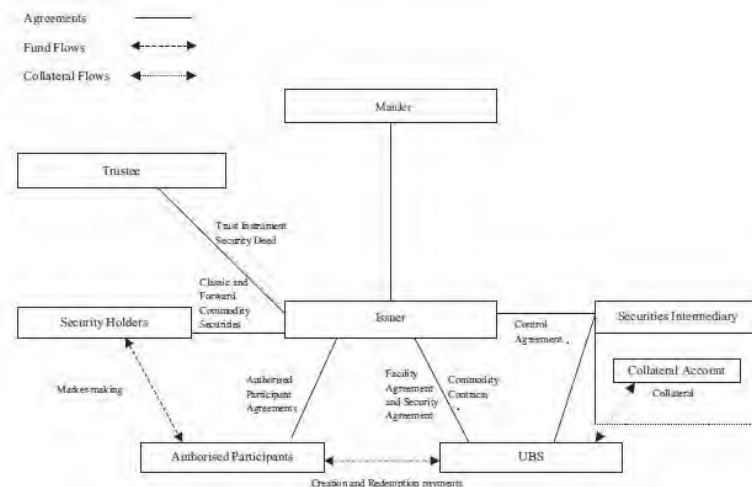 Agreements
Fund Flows
Collateral Flows
Trustee
Trust Instrument
Security Deed
Classic and
Forward
Commodity
Securities
Security Holders
Issuer
Securities Intermediary
Control
Agreement
Collateral Account
Collateral
Market-making
Authorised
Participant
Agreements
Facility
Agreement
and Security
Agreement
Commodity
Contracts
Authorised Participants
UBS
Creation and Redemption payments